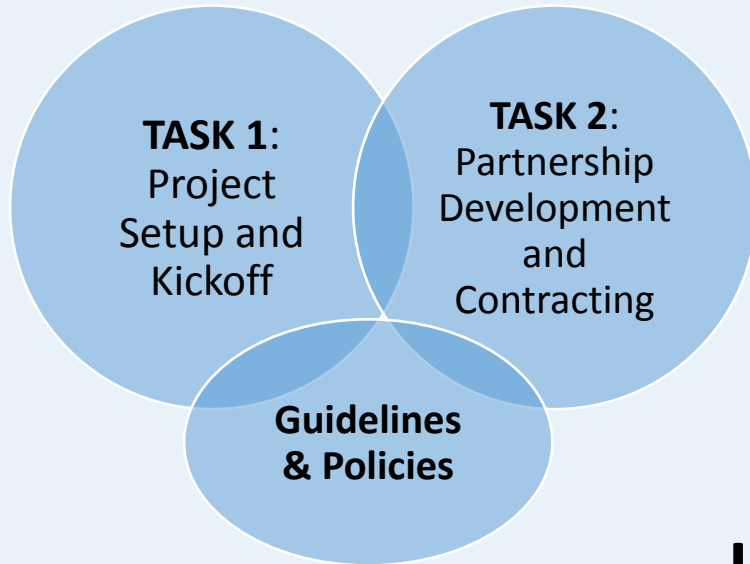 TASK 1:
Project
Setup and
Kickoff
TASK 2:
Partnership
Development
and
Contracting
Guidelines
& Policies